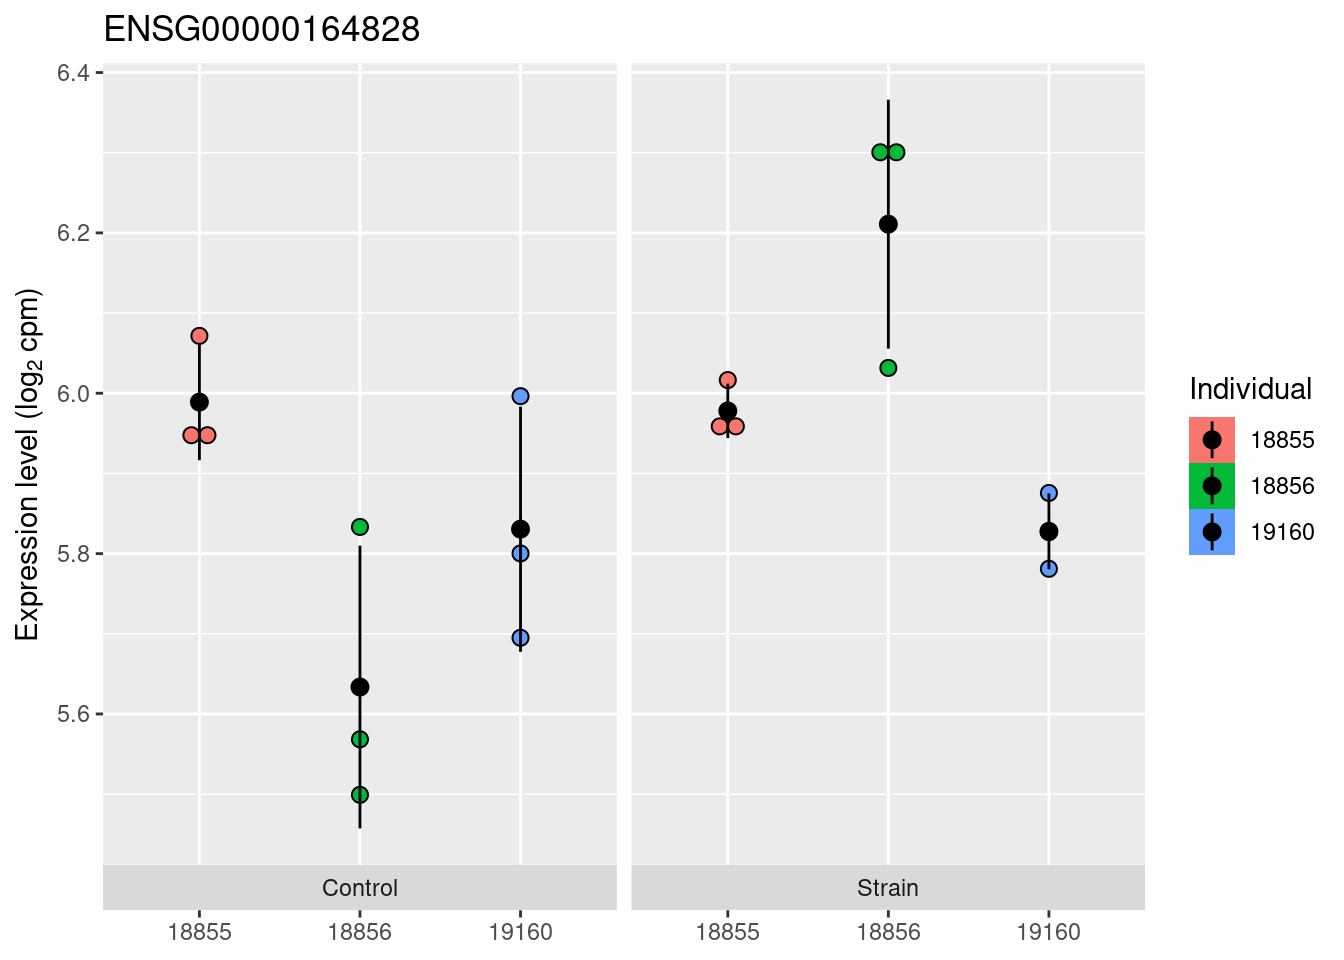 ENSG00000164828
Expression level (log₂ cpm)
6.4
6.2
6.0
5.8
5.6
Control
Strain
18855
18856
19160
18855
18856
19160
Individual
18855
18856
19160